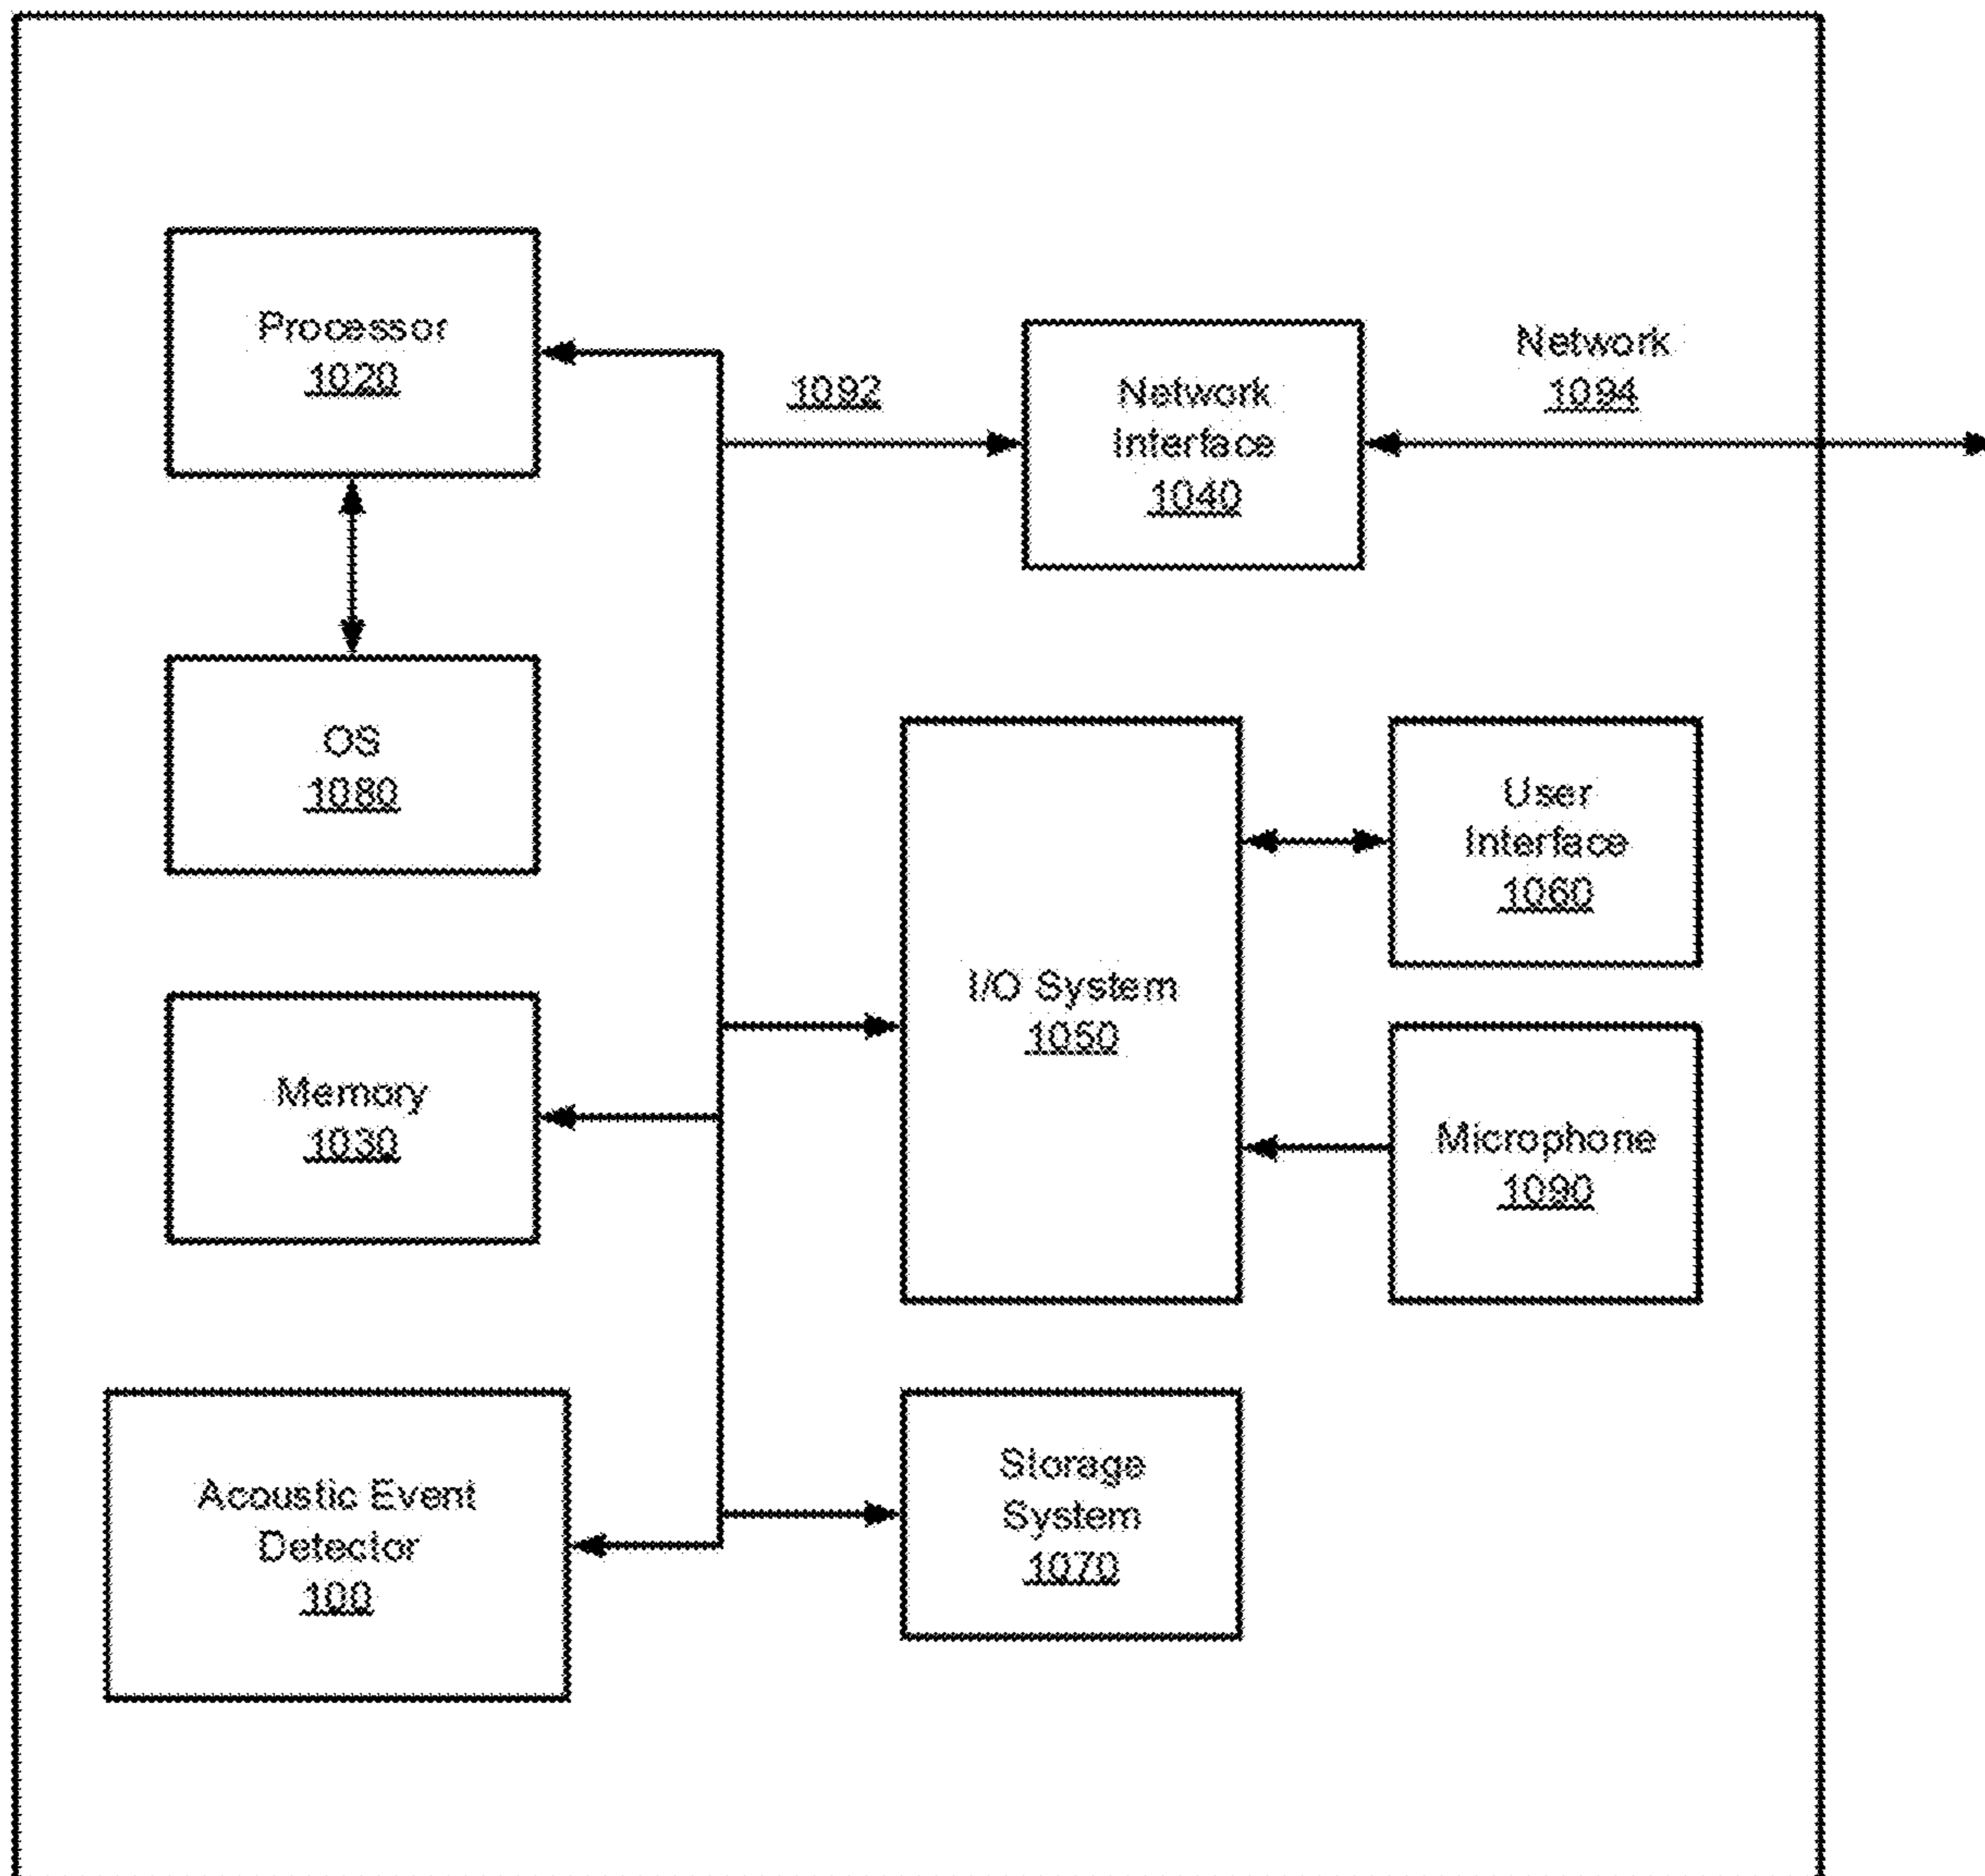 Processor
1020
1092
Network
Interface
1040
Network
1094
OS
1080
User
Interface
1060
I/O System
1050
Memory
1030
Microphone
1090
Acoustic Event
Detector
100
Storage
System
1070